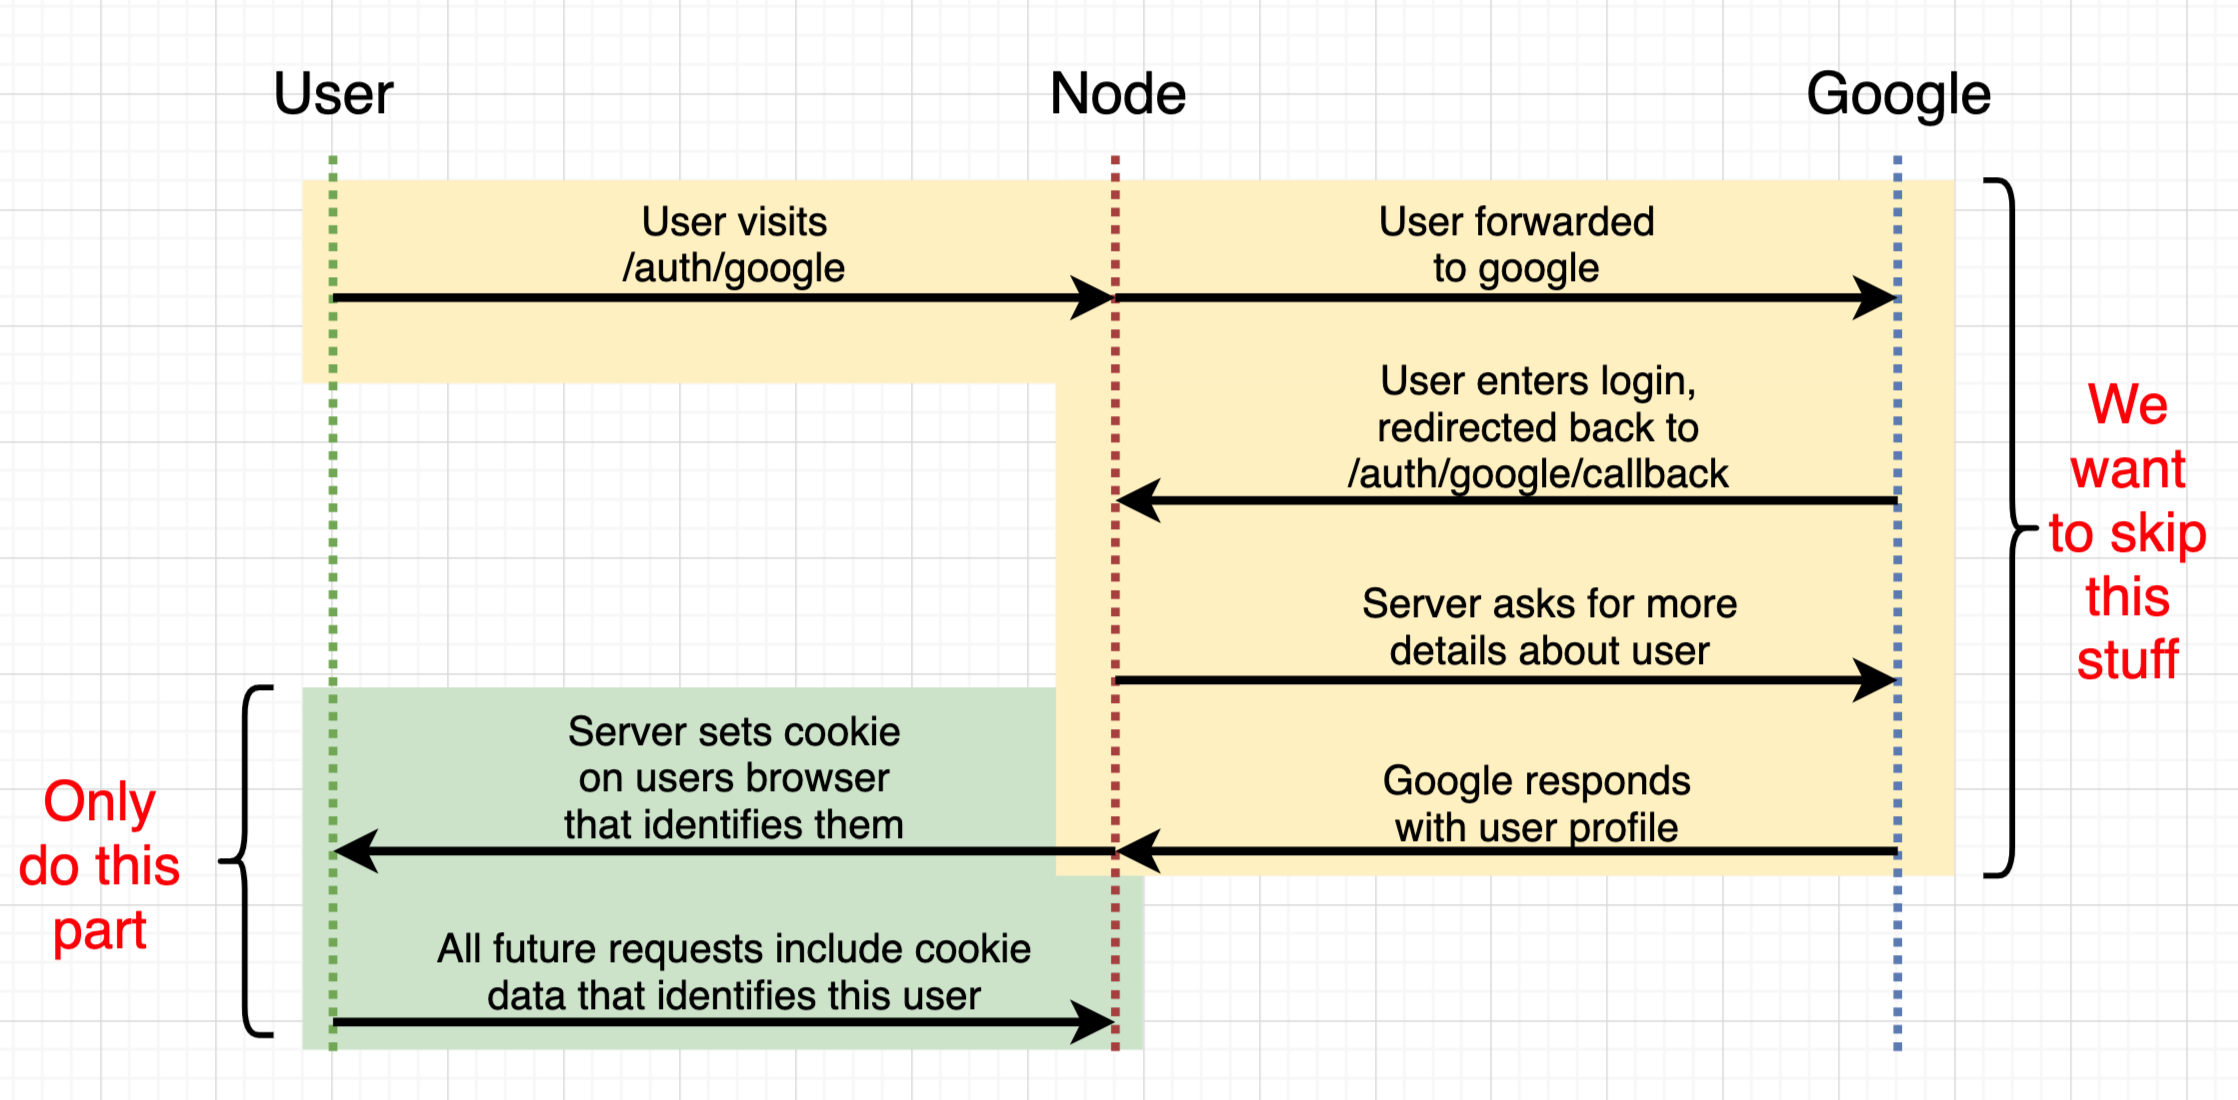 User
Node
Google
User visits
/auth/google
User forwarded
to google
User enters login,
redirected back to
/auth/google/callback
Server asks for more
details about user
Server sets cookie
on users browser
that identifies them
Google responds
with user profile
All future requests include cookie
data that identifies this user
We
want
to skip
this
stuff
Only
do this
part